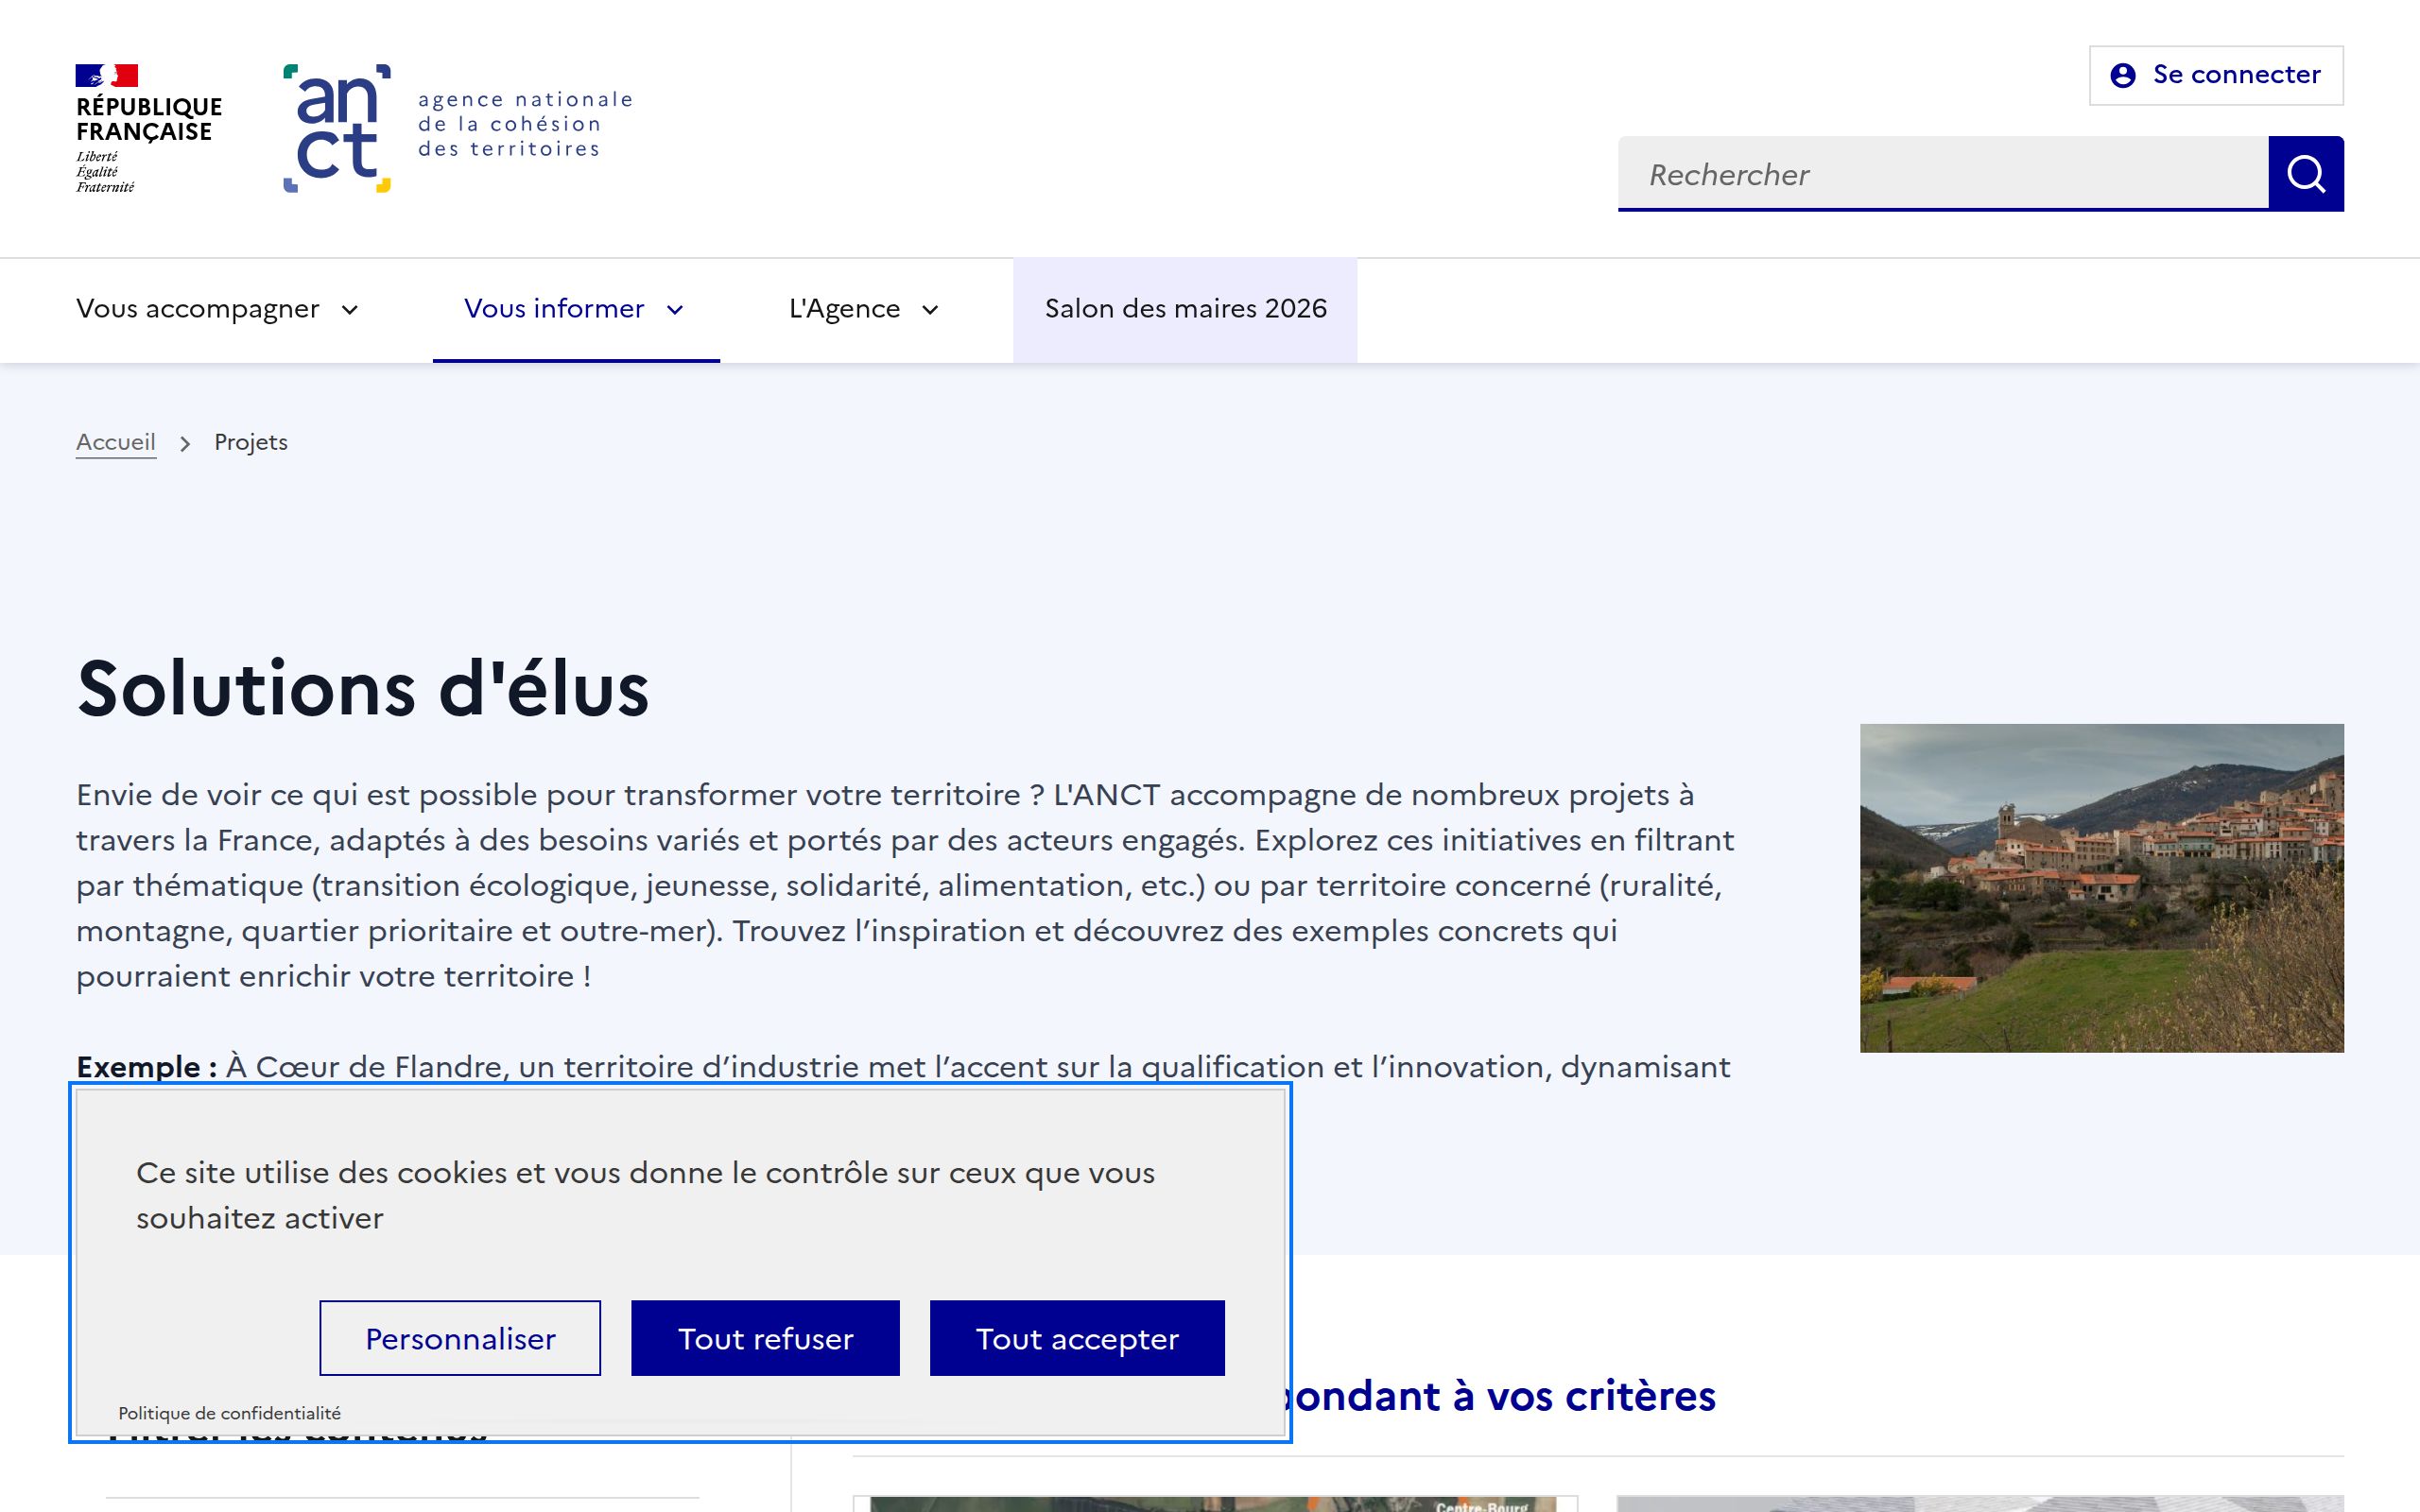 RÉPUBLIQUE
FRANÇAISE
Liberté
Égalité
Fraternité
an
ct
agence nationale
de la cohésion
des territoires
Se connecter
Rechercher
Vous accompagner
Vous informer
L'Agence
Salon des maires 2026
Accueil
Projets
Solutions d'élus
Envie de voir ce qui est possible pour transformer votre territoire ? L'ANCT accompagne de nombreux projets à
travers la France, adaptés à des besoins variés et portés par des acteurs engagés. Explorez ces initiatives en filtrant
par thématique (transition écologique, jeunesse, solidarité, alimentation, etc.) ou par territoire concerné (ruralité,
montagne, quartier prioritaire et outre-mer). Trouvez l’inspiration et découvrez des exemples concrets qui
pourraient enrichir votre territoire !
Exemple : À Cœur de Flandre, un territoire d’industrie met l’accent sur la qualification et l’innovation, dynamisant
Ce site utilise des cookies et vous donne le contrôle sur ceux que vous
souhaitez activer
Personnaliser
Tout refuser
Tout accepter
Politique de confidentialité
ondant à vos critères
Centre-Bourg